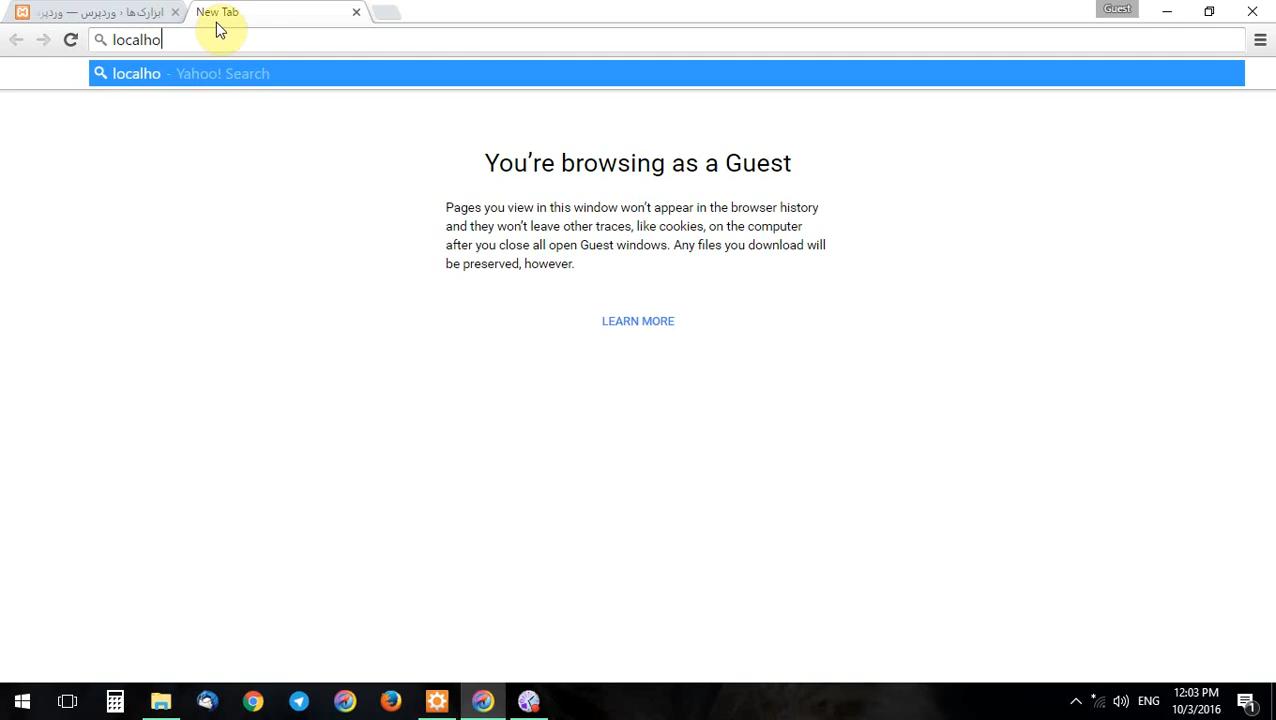 ابزارک‌ها ‹ وردپرس — وردپر
New Tab
Guest
localho
localho - Yahoo! Search
You're browsing as a Guest
Pages you view in this window won't appear in the browser history
and they won't leave other traces, like cookies, on the computer
after you close all open Guest windows. Any files you download will
be preserved, however.
LEARN MORE
ENG
12:03 PM
10/3/2016
1